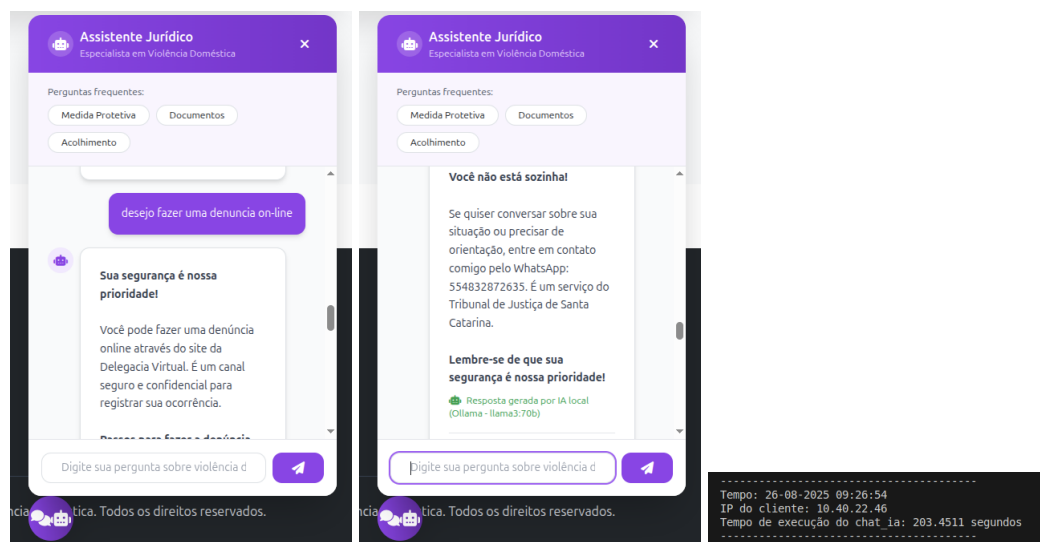 Assistente Jurídico
Especialista em Violência Doméstica
Perguntas frequentes:
Medida Protetiva
Documentos
Acolhimento
desejo fazer uma denuncia on-line
Sua segurança é nossa
prioridade!
Você pode fazer uma denúncia
online através do site da
Delegacia Virtual. É um canal
seguro e confidencial para
registrar sua ocorrência.
Passos para fazer a denúncia
Digite sua pergunta sobre violência d
tica. Todos os direitos reservados.
Assistente Jurídico
Especialista em Violência Doméstica
Perguntas frequentes:
Medida Protetiva
Documentos
Acolhimento
Você não está sozinha!
Se quiser conversar sobre sua
situação ou precisar de
orientação, entre em contato
comigo pelo WhatsApp:
554832872635. É um serviço do
Tribunal de Justiça de Santa
Catarina.
Lembre-se de que sua
segurança é nossa prioridade!
Resposta gerada por IA local
(Ollama - llama3:70b)
Digite sua pergunta sobre violência d
ncia
tica. Todos os direitos reservados.
----------------------------------------
Tempo: 26-08-2025 09:26:54
IP do cliente: 10.40.22.46
Tempo de execução do chat_ia: 203.4511 segundos
----------------------------------------